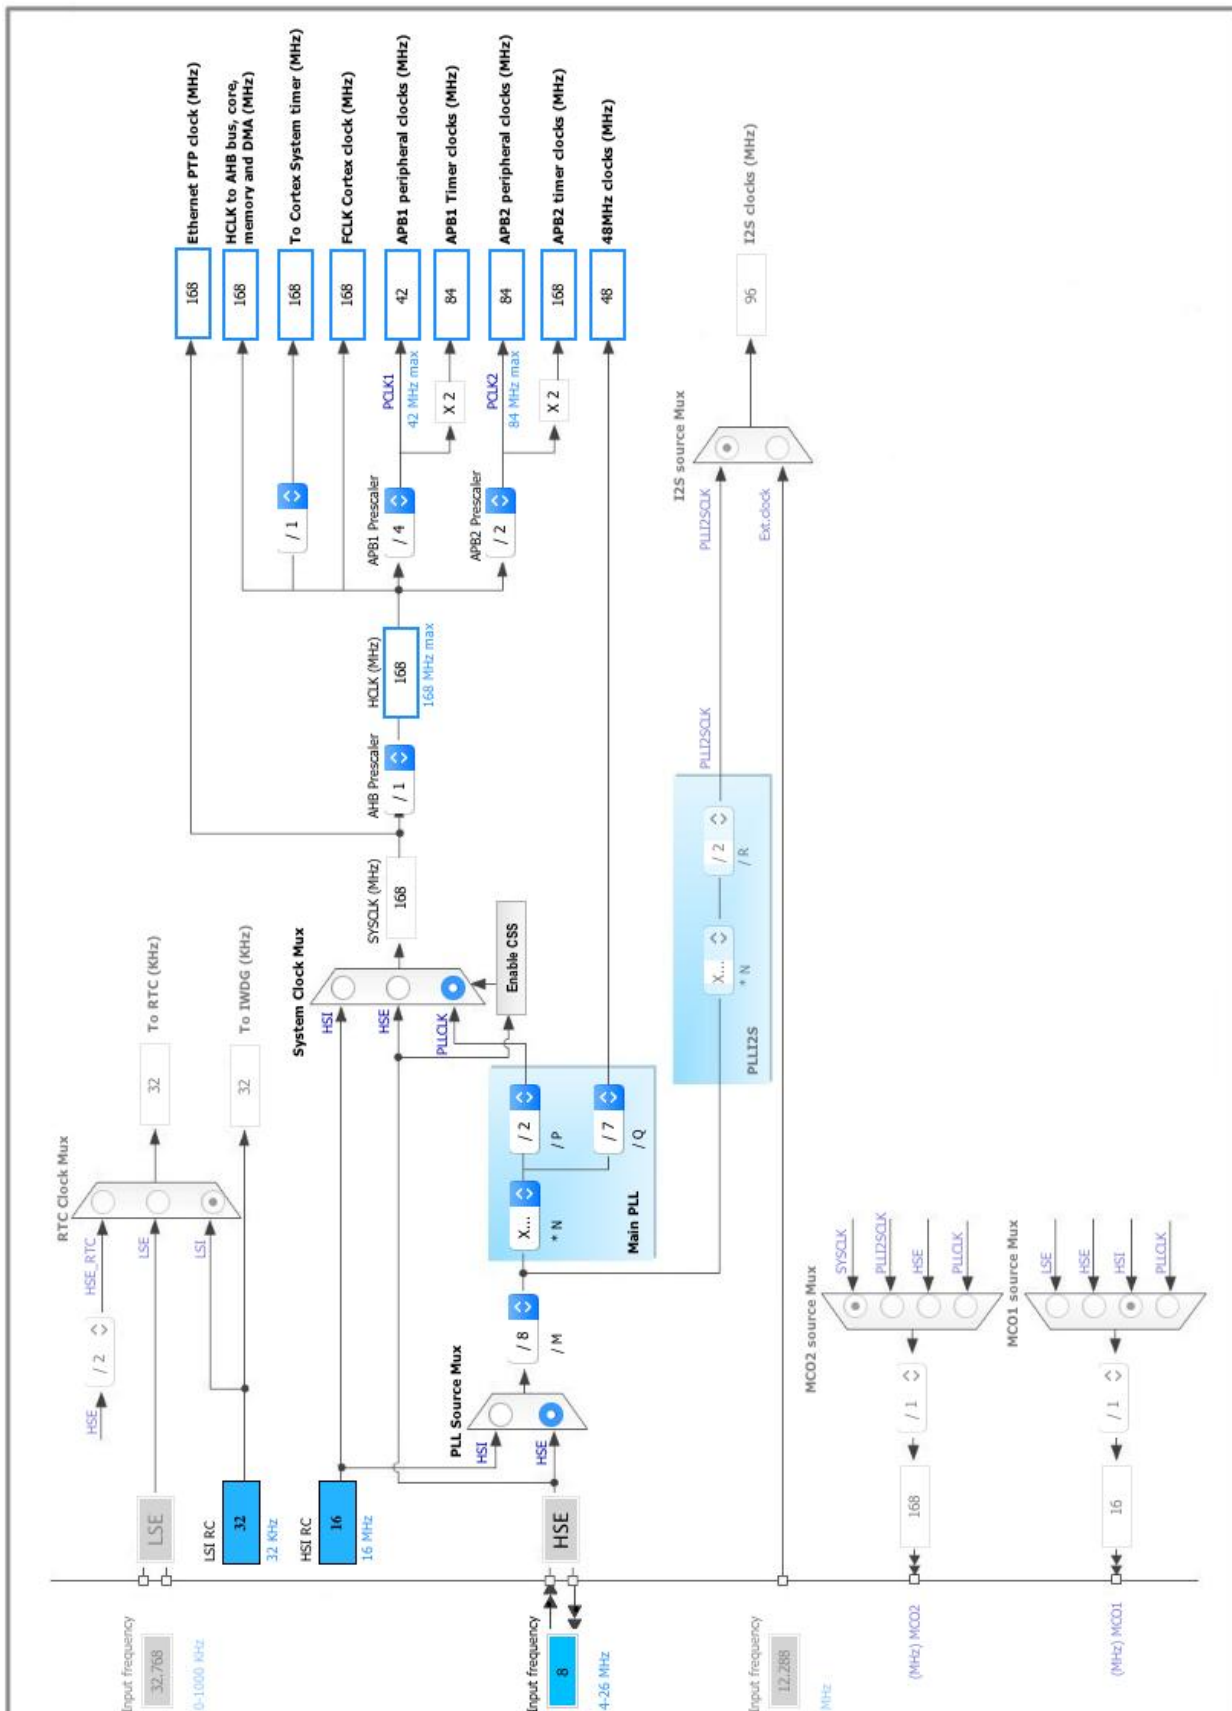 Input frequency
32.768
0-1000 KHz
LSE
HSE
/ 2
HSE_RTC
LSE
LSI
RTC Clock Mux
32
To RTC (KHz)
LSI RC
32
32 KHz
32
To IWDG (KHz)
HSI RC
16
16 MHz
System Clock Mux
HSI
HSE
PLLCLK
Enable CSS
SYSCLK (MHz)
168
AHB Prescaler
/ 1
HCLK (MHz)
168
168 MHz max
168
Ethernet PTP clock (MHz)
168
HCLK to AHB bus, core,
memory and DMA (MHz)
/ 1
168
To Cortex System timer (MHz)
168
FCLK Cortex clock (MHz)
APB1 Prescaler
/ 4
PCLK1
42 MHz max
42
APB1 peripheral clocks (MHz)
X 2
84
APB1 Timer clocks (MHz)
APB2 Prescaler
/ 2
PCLK2
84 MHz max
84
APB2 peripheral clocks (MHz)
X 2
168
APB2 timer clocks (MHz)
48
48MHz clocks (MHz)
Input frequency
8
4-26 MHz
HSE
PLL Source Mux
HSI
HSE
/ 8
/ M
X...
* N
/ 2
/ P
/ 7
/ Q
Main PLL
X...
* N
/ 2
/ R
PLLI2S
PLLI2SCLK
I2S source Mux
PLLI2SCLK
Ext.clock
96
I2S clocks (MHz)
Input frequency
12.288
MHz
MCO2 source Mux
SYSCLK
PLLI2SCLK
HSE
PLLCLK
/ 1
168
(MHz) MCO2
MCO1 source Mux
LSE
HSE
HSI
PLLCLK
/ 1
16
(MHz) MCO1